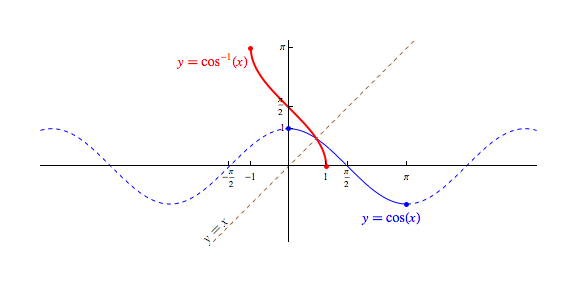 π
y = cos⁻¹(x)
π/2
1
−π/2 −1 1 π/2 π
y = x
y = cos(x)